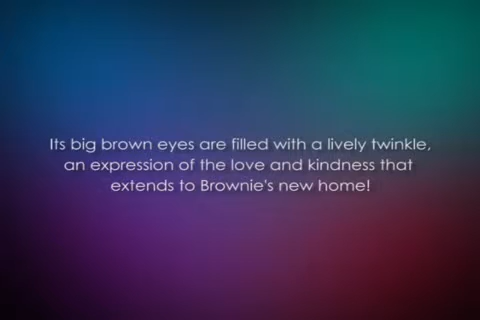 Its big brown eyes are filled with a lively twinkle,
an expression of the love and kindness that
extends to Brownie's new home!